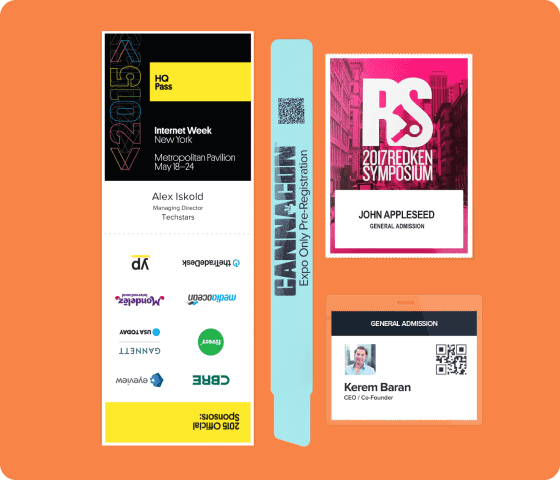 <2015>
HQ
Pass
Internet Week
New York
Metropolitan Pavilion
May 18–24
Alex Iskold
Managing Director
Techstars
yp
theTradeDesk
Mondelēz
International
mediaocean
USA TODAY
GANNETT
fiverr
eyeview
CBRE
2015 Official
Sponsors:
CANNACON
Expo Only Pre-Registration
RS
2017 REDKEN
SYMPOSIUM
JOHN APPLESEED
GENERAL ADMISSION
GENERAL ADMISSION
Kerem Baran
CEO / Co-Founder